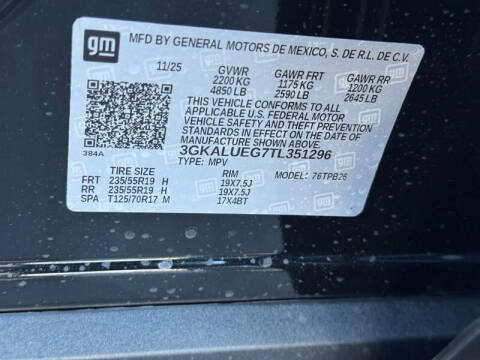 gm
MFD BY GENERAL MOTORS DE MEXICO, S. DE R.L. DE C.V.
11/25 GVWR GAWR FRT GAWR RR
2200 KG 1175 KG 1200 KG
4850 LB 2590 LB 2645 LB
THIS VEHICLE CONFORMS TO ALL
APPLICABLE U.S. FEDERAL MOTOR
VEHICLE SAFETY, BUMPER, AND THEFT
PREVENTION STANDARDS IN EFFECT ON THE DATE
OF MANUFACTURE SHOWN ABOVE.
384A 3GKALUEG7TL351296
TYPE: MPV MODEL: 76TPB26
TIRE SIZE RIM
FRT 235/55R19 H 19X7.5J
RR 235/55R19 H 19X7.5J
SPA T125/70R17 M 17X4BT